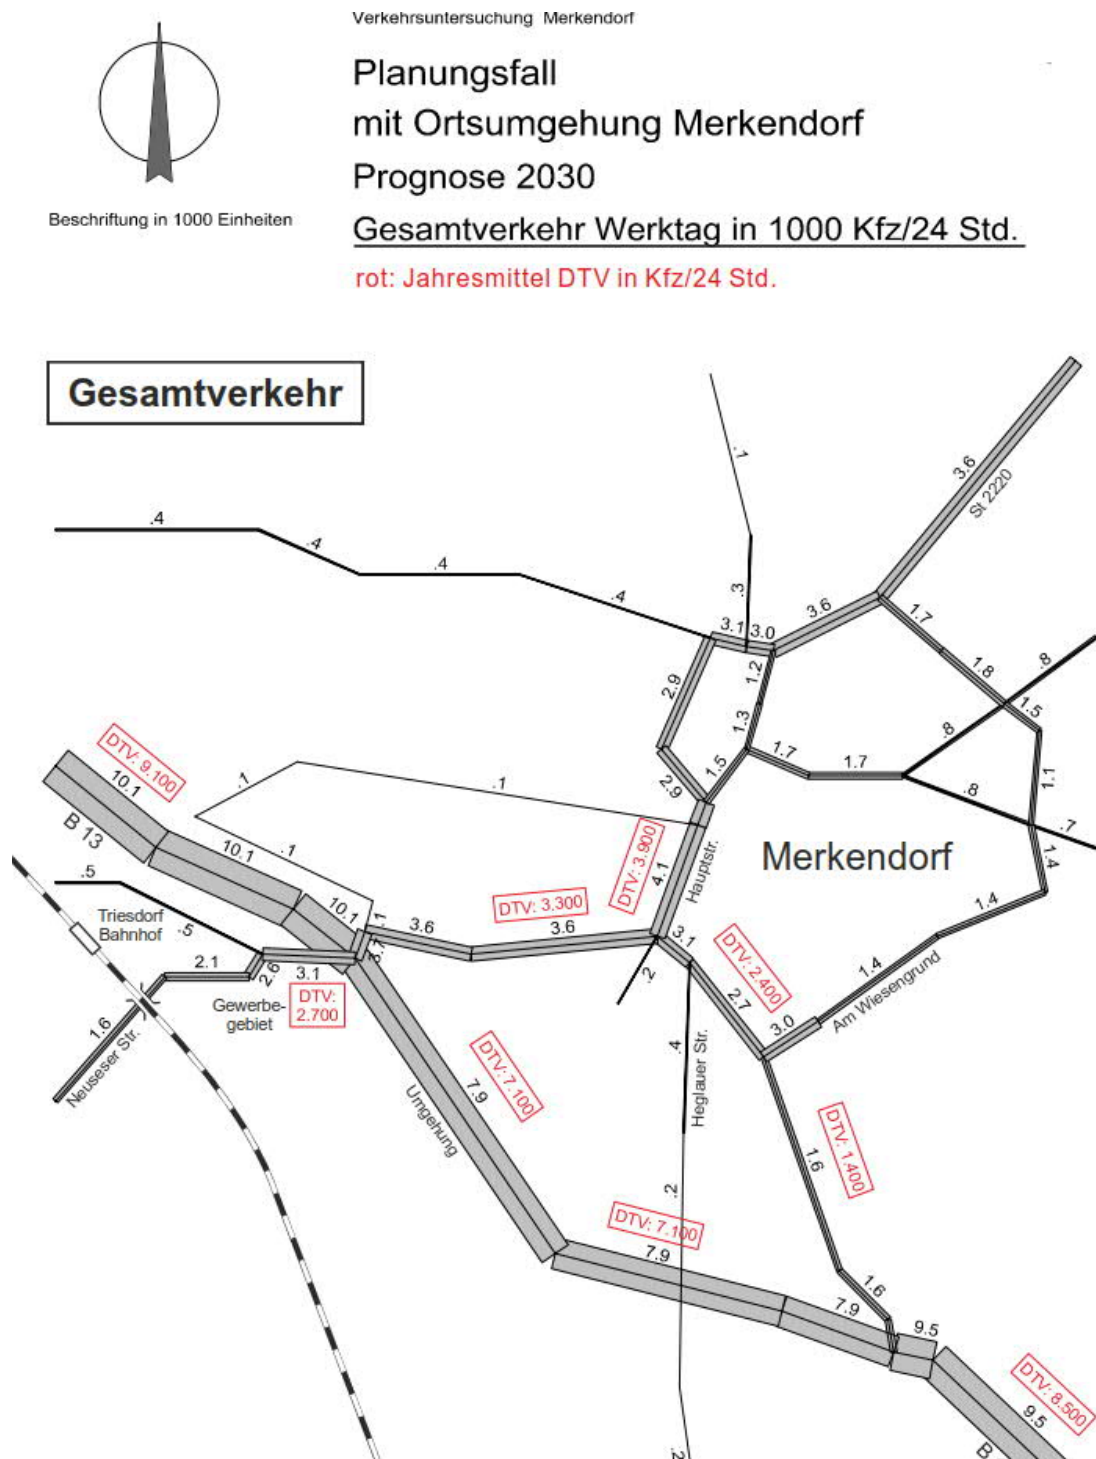 Verkehrsuntersuchung Merkendorf
Planungsfall
mit Ortsumgehung Merkendorf
Prognose 2030
Beschriftung in 1000 Einheiten
Gesamtverkehr Werktag in 1000 Kfz/24 Std.
rot: Jahresmittel DTV in Kfz/24 Std.
Gesamtverkehr
.1
3.6
St 2220
.4
.4
.4
.4
.3
3.1
3.0
3.6
1.7
1.8
.8
1.5
1.2
2.9
1.3
1.7
1.7
.8
.8
1.1
.7
2.9
1.5
DTV: 9.100
10.1
B 13
.1
.1
.1
10.1
DTV: 3.900
4.1
Hauptstr.
Merkendorf
1.4
.5
.5
Triesdorf
Bahnhof
10.1
.1
3.7
3.6
DTV: 3.300
3.6
3.1
.2
DTV: 2.400
2.7
1.4
1.4
Am Wiesengrund
3.0
2.1
2.6
3.1
Gewerbe-
gebiet
DTV:
2.700
1.6
Neuseser Str.
.4
Heglauer Str.
DTV: 7.100
7.9
Umgehung
DTV: 1.400
1.6
.2
DTV: 7.100
7.9
1.6
7.9
9.5
DTV: 8.500
9.5
B
.2